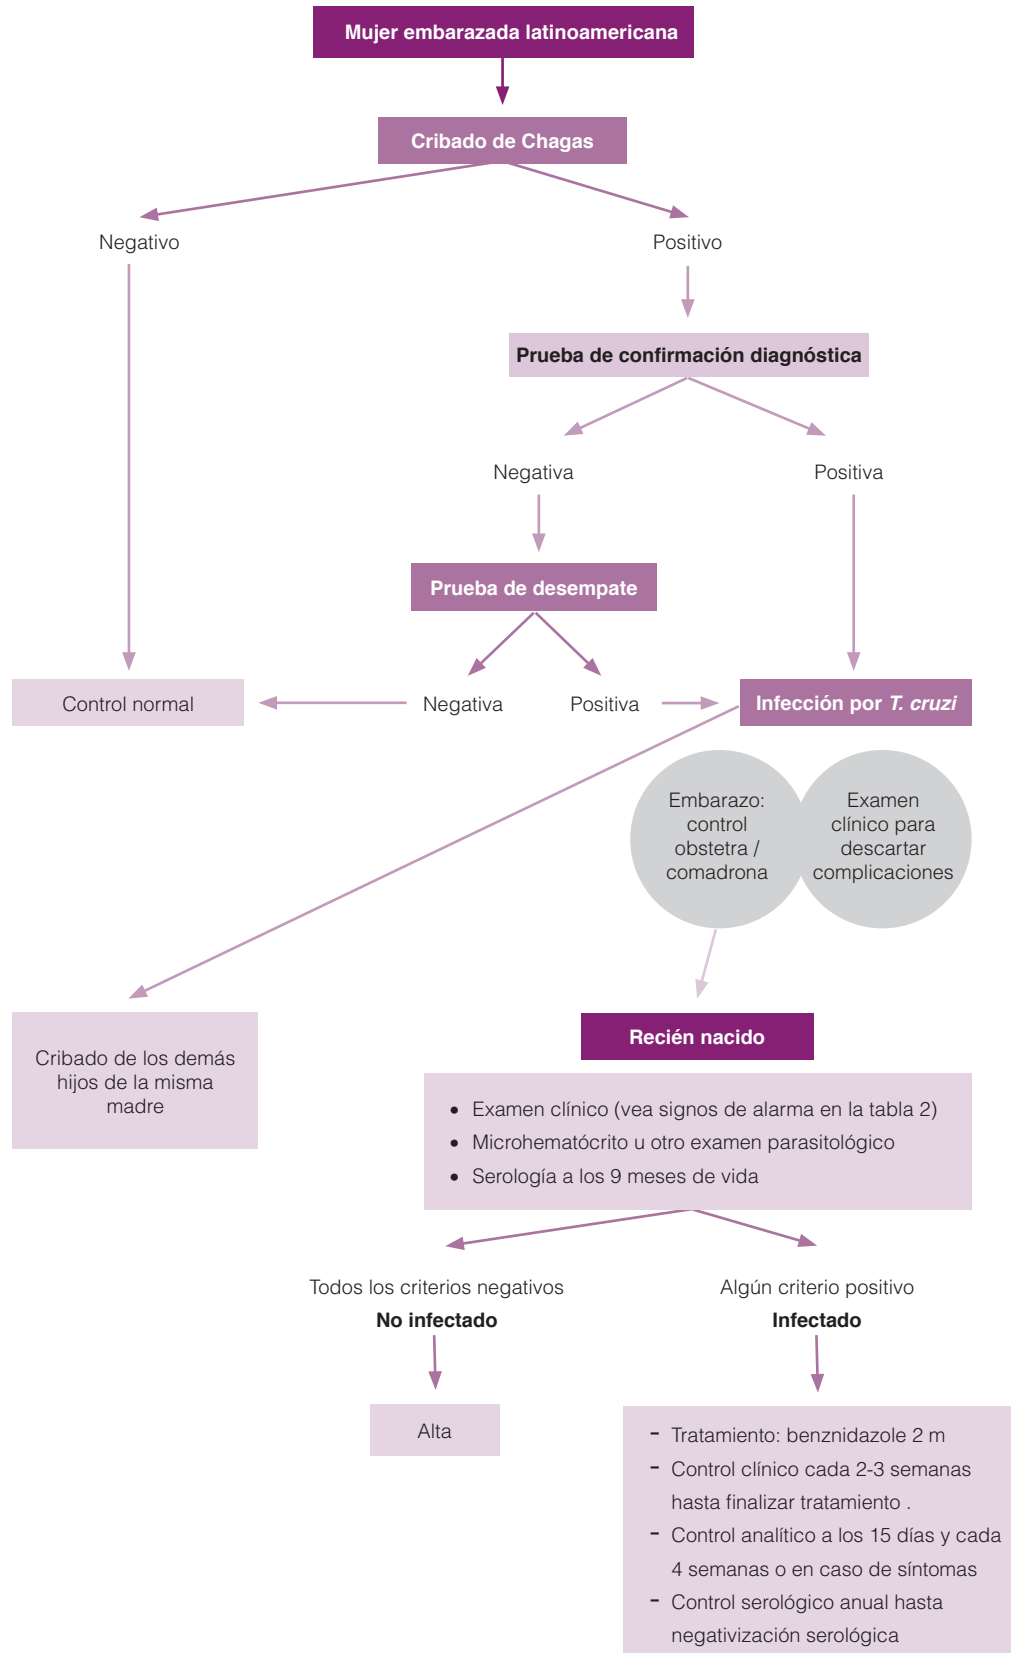 Mujer embarazada latinoamericana
Cribado de Chagas
Negativo
Positivo
Prueba de confirmación diagnóstica
Negativa
Positiva
Prueba de desempate
Control normal
Negativa
Positiva
Infección por T. cruzi
Embarazo:
control
obstetra /
comadrona
Examen
clínico para
descartar
complicaciones
Cribado de los demás
hijos de la misma
madre
Recién nacido
• Examen clínico (vea signos de alarma en la tabla 2)
• Microhematócrito u otro examen parasitológico
• Serología a los 9 meses de vida
Todos los criterios negativos
No infectado
Algún criterio positivo
Infectado
Alta
- Tratamiento: benznidazole 2 m
- Control clínico cada 2-3 semanas
hasta finalizar tratamiento .
- Control analítico a los 15 días y cada
4 semanas o en caso de síntomas
- Control serológico anual hasta
negativización serológica